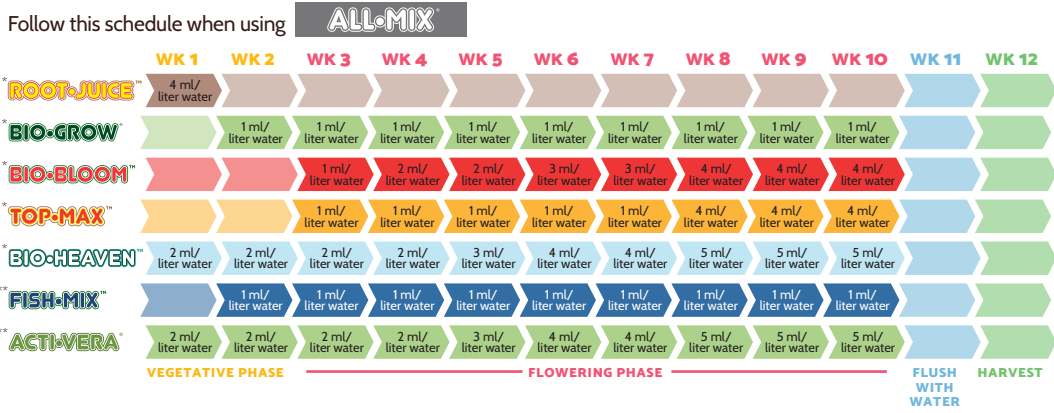 Follow this schedule when using ALL•MIX®
WK 1 WK 2 WK 3 WK 4 WK 5 WK 6 WK 7 WK 8 WK 9 WK 10 WK 11 WK 12
*ROOT•JUICE™ 4 ml/ liter water
*BIO•GROW® 1 ml/ liter water 1 ml/ liter water 1 ml/ liter water 1 ml/ liter water 1 ml/ liter water 1 ml/ liter water 1 ml/ liter water 1 ml/ liter water 1 ml/ liter water
*BIO•BLOOM™ 1 ml/ liter water 2 ml/ liter water 2 ml/ liter water 3 ml/ liter water 3 ml/ liter water 4 ml/ liter water 4 ml/ liter water 4 ml/ liter water
*TOP•MAX™ 1 ml/ liter water 1 ml/ liter water 1 ml/ liter water 1 ml/ liter water 1 ml/ liter water 4 ml/ liter water 4 ml/ liter water 4 ml/ liter water
*BIO•HEAVEN™ 2 ml/ liter water 2 ml/ liter water 2 ml/ liter water 2 ml/ liter water 3 ml/ liter water 4 ml/ liter water 4 ml/ liter water 5 ml/ liter water 5 ml/ liter water 5 ml/ liter water
**FISH•MIX™ 1 ml/ liter water 1 ml/ liter water 1 ml/ liter water 1 ml/ liter water 1 ml/ liter water 1 ml/ liter water 1 ml/ liter water 1 ml/ liter water 1 ml/ liter water
**ACTI•VERA® 2 ml/ liter water 2 ml/ liter water 2 ml/ liter water 2 ml/ liter water 3 ml/ liter water 4 ml/ liter water 4 ml/ liter water 5 ml/ liter water 5 ml/ liter water 5 ml/ liter water
VEGETATIVE PHASE FLOWERING PHASE FLUSH HARVEST
WITH
WATER